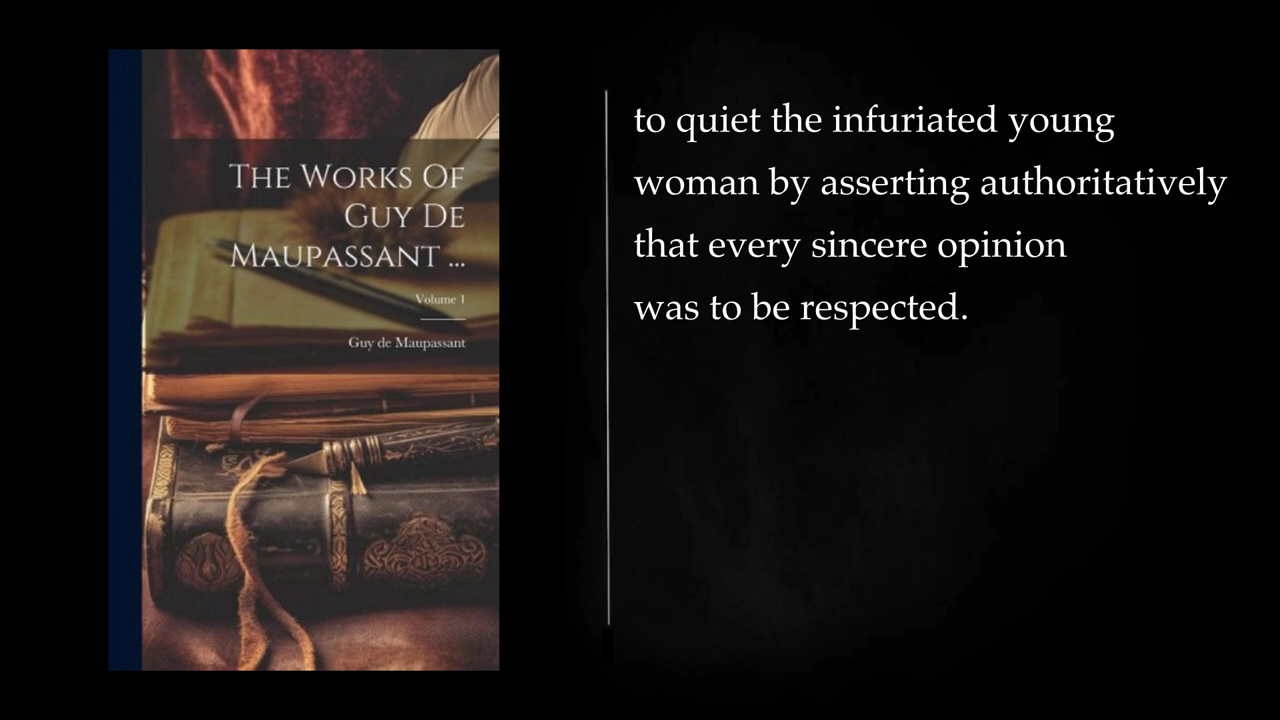 The Works Of
Guy De
Maupassant ...
Volume 1
Guy de Maupassant
to quiet the infuriated young
woman by asserting authoritatively
that every sincere opinion
was to be respected.